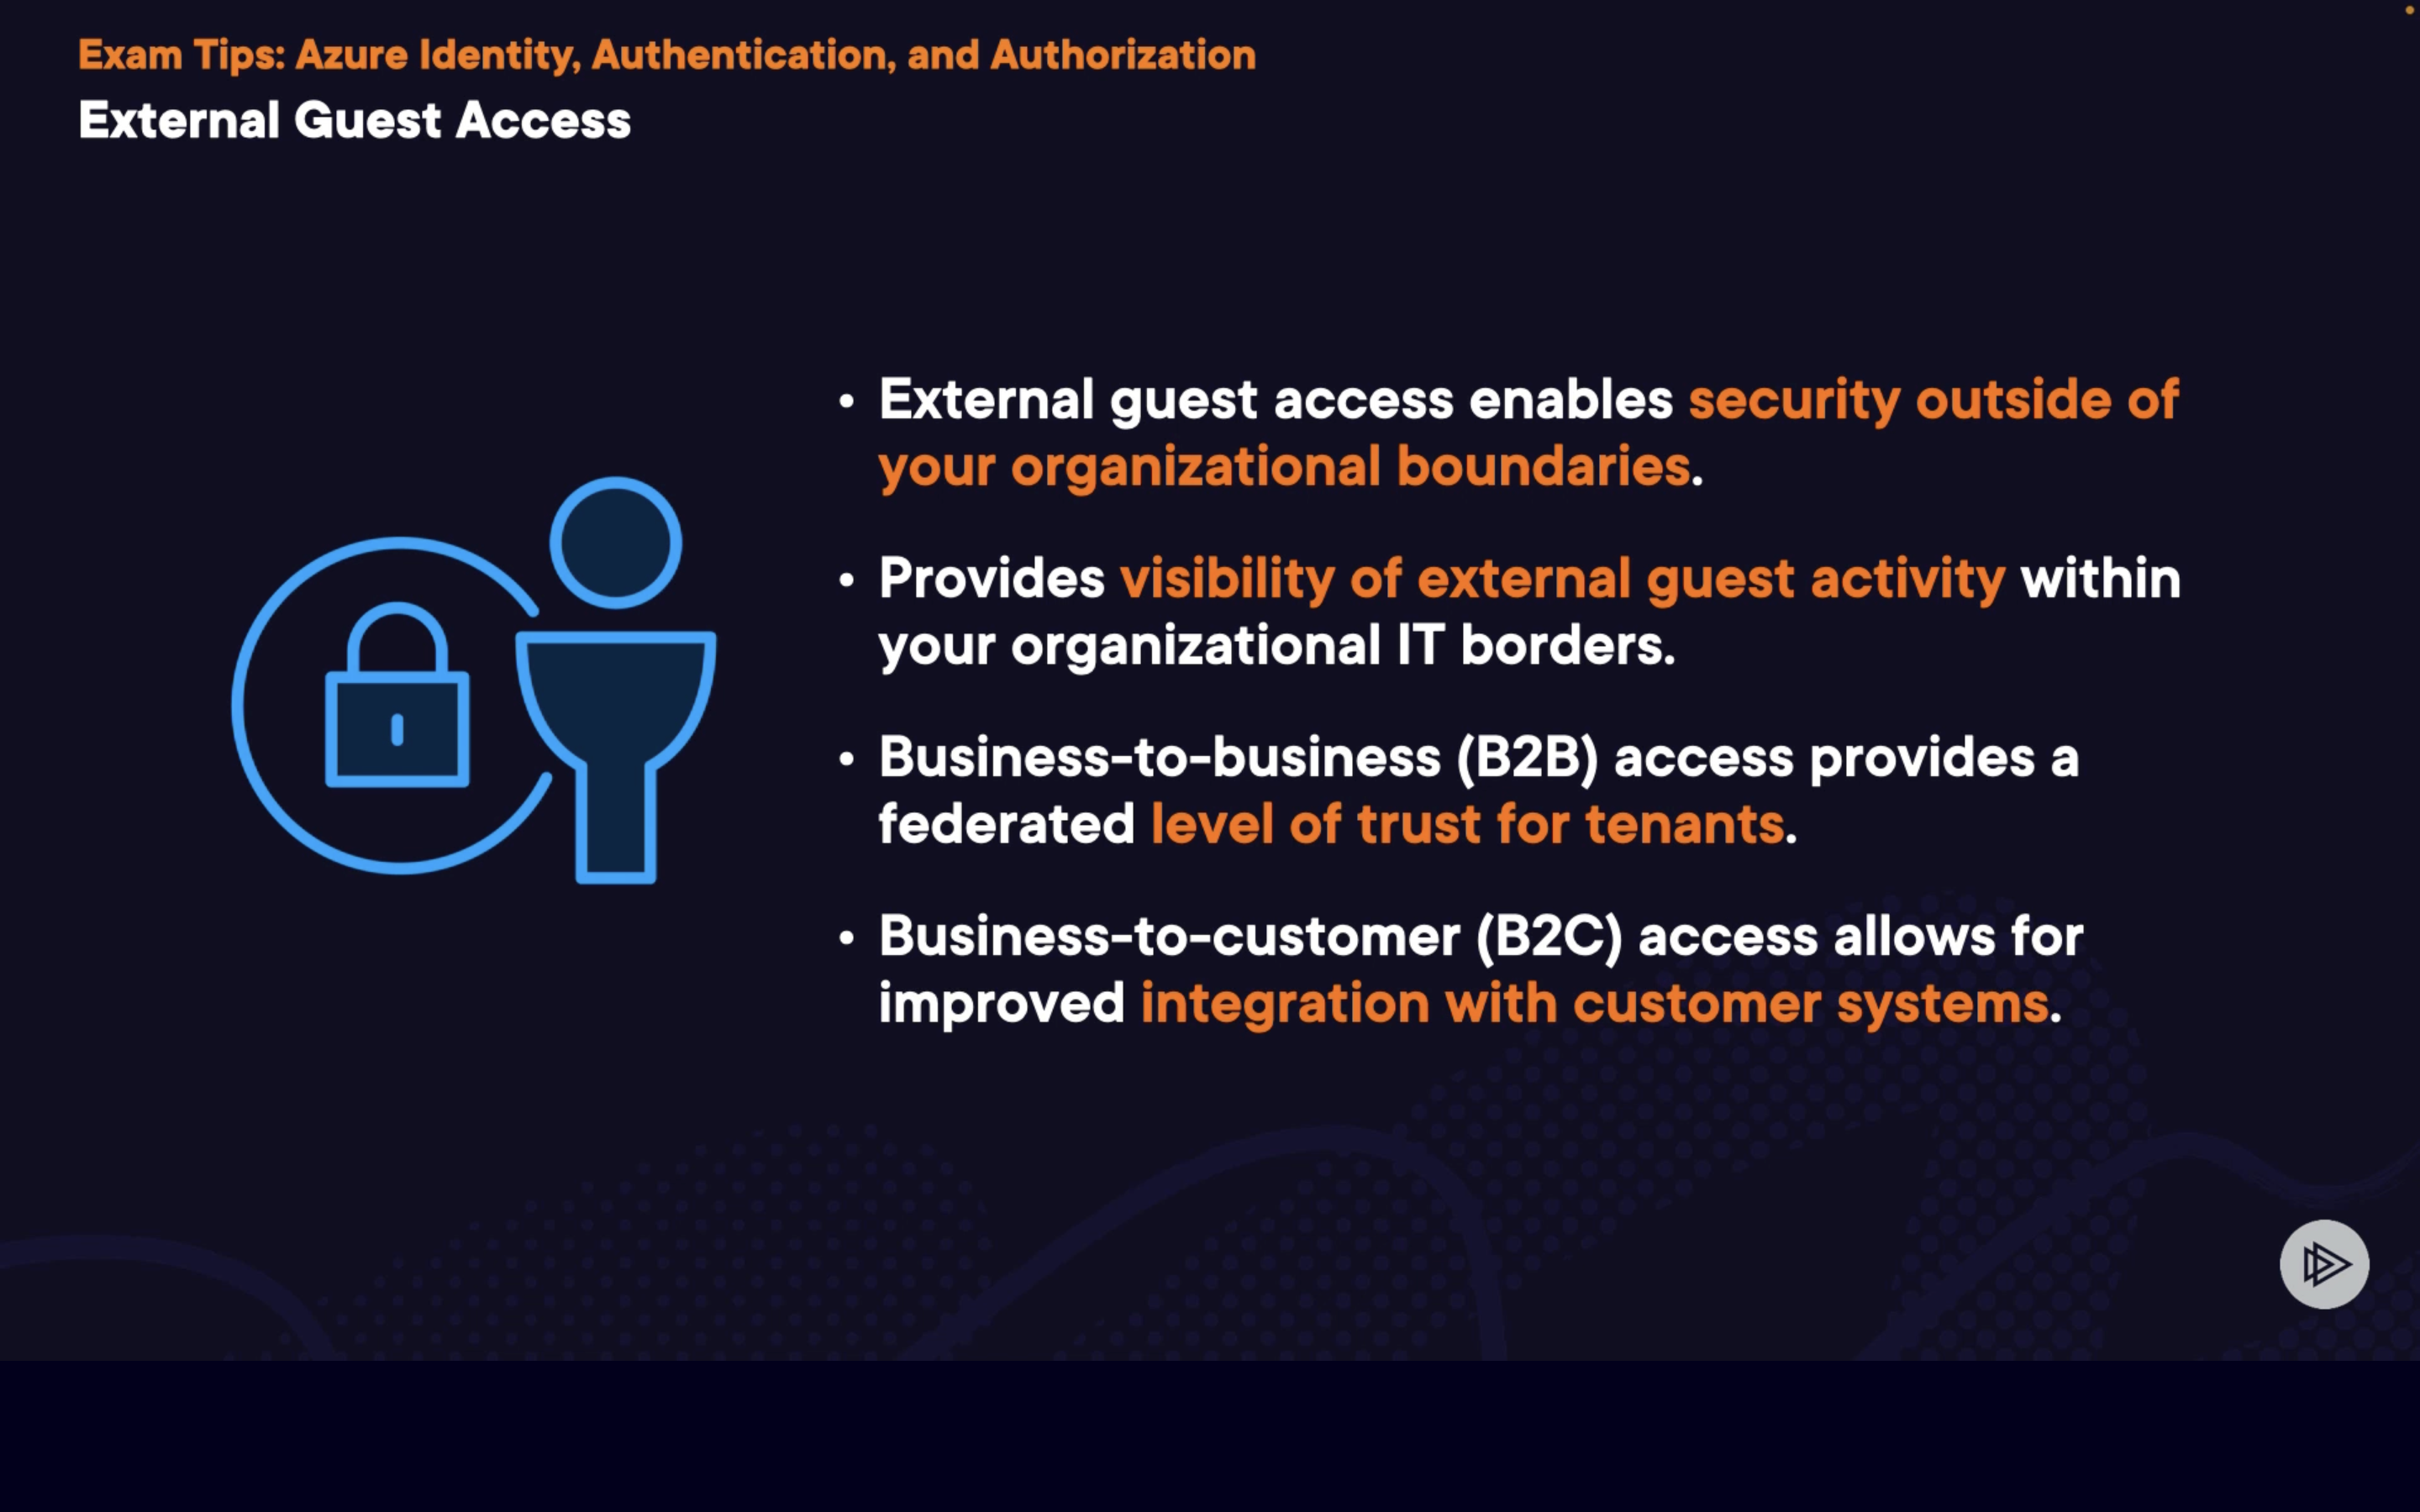 Exam Tips: Azure Identity, Authentication, and Authorization
External Guest Access
• External guest access enables security outside of
your organizational boundaries.
• Provides visibility of external guest activity within
your organizational IT borders.
• Business-to-business (B2B) access provides a
federated level of trust for tenants.
• Business-to-customer (B2C) access allows for
improved integration with customer systems.